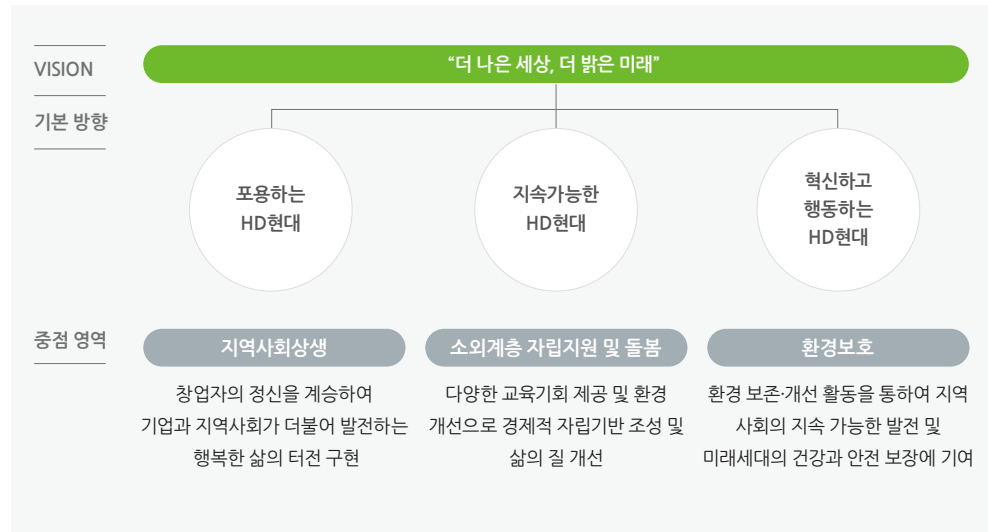 VISION
“더 나은 세상, 더 밝은 미래”
기본 방향
포용하는
HD현대
지속가능한
HD현대
혁신하고
행동하는
HD현대
중점 영역
지역사회상생
창업자의 정신을 계승하여
기업과 지역사회가 더불어 발전하는
행복한 삶의 터전 구현
소외계층 자립지원 및 돌봄
다양한 교육기회 제공 및 환경
개선으로 경제적 자립기반 조성 및
삶의 질 개선
환경보호
환경 보존·개선 활동을 통하여 지역
사회의 지속 가능한 발전 및
미래세대의 건강과 안전 보장에 기여